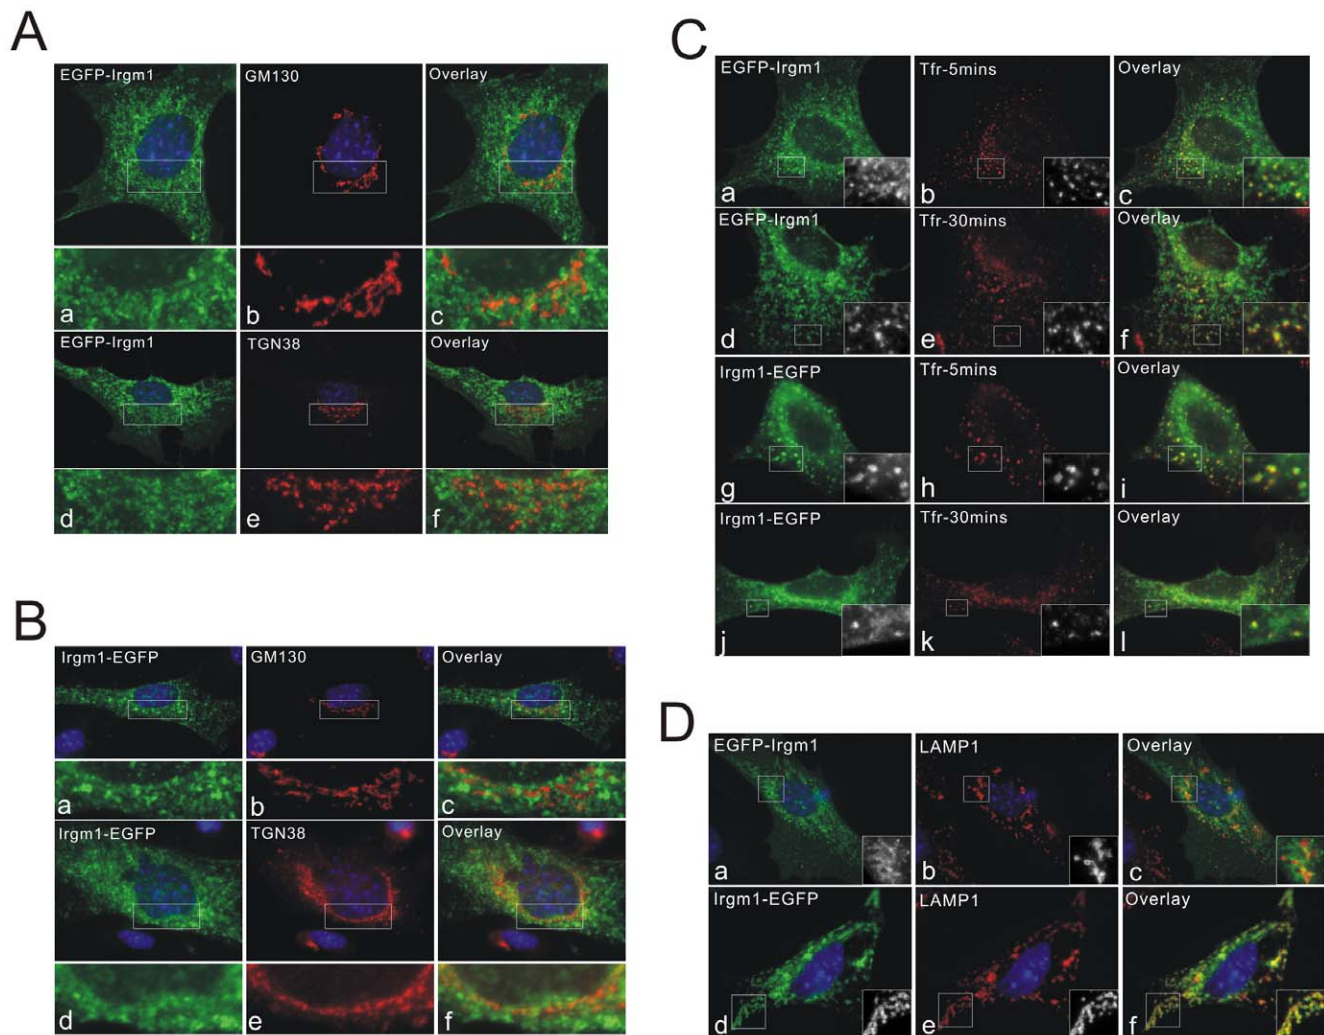 A
EGFP-Irgm1 GM130 Overlay
a b c
EGFP-Irgm1 TGN38 Overlay
d e f
B
Irgm1-EGFP GM130 Overlay
a b c
Irgm1-EGFP TGN38 Overlay
d e f
C
EGFP-Irgm1 Tfr-5mins Overlay
a b c
EGFP-Irgm1 Tfr-30mins Overlay
d e f
Irgm1-EGFP Tfr-5mins Overlay
g h i
Irgm1-EGFP Tfr-30mins Overlay
j k l
D
EGFP-Irgm1 LAMP1 Overlay
a b c
Irgm1-EGFP LAMP1 Overlay
d e f